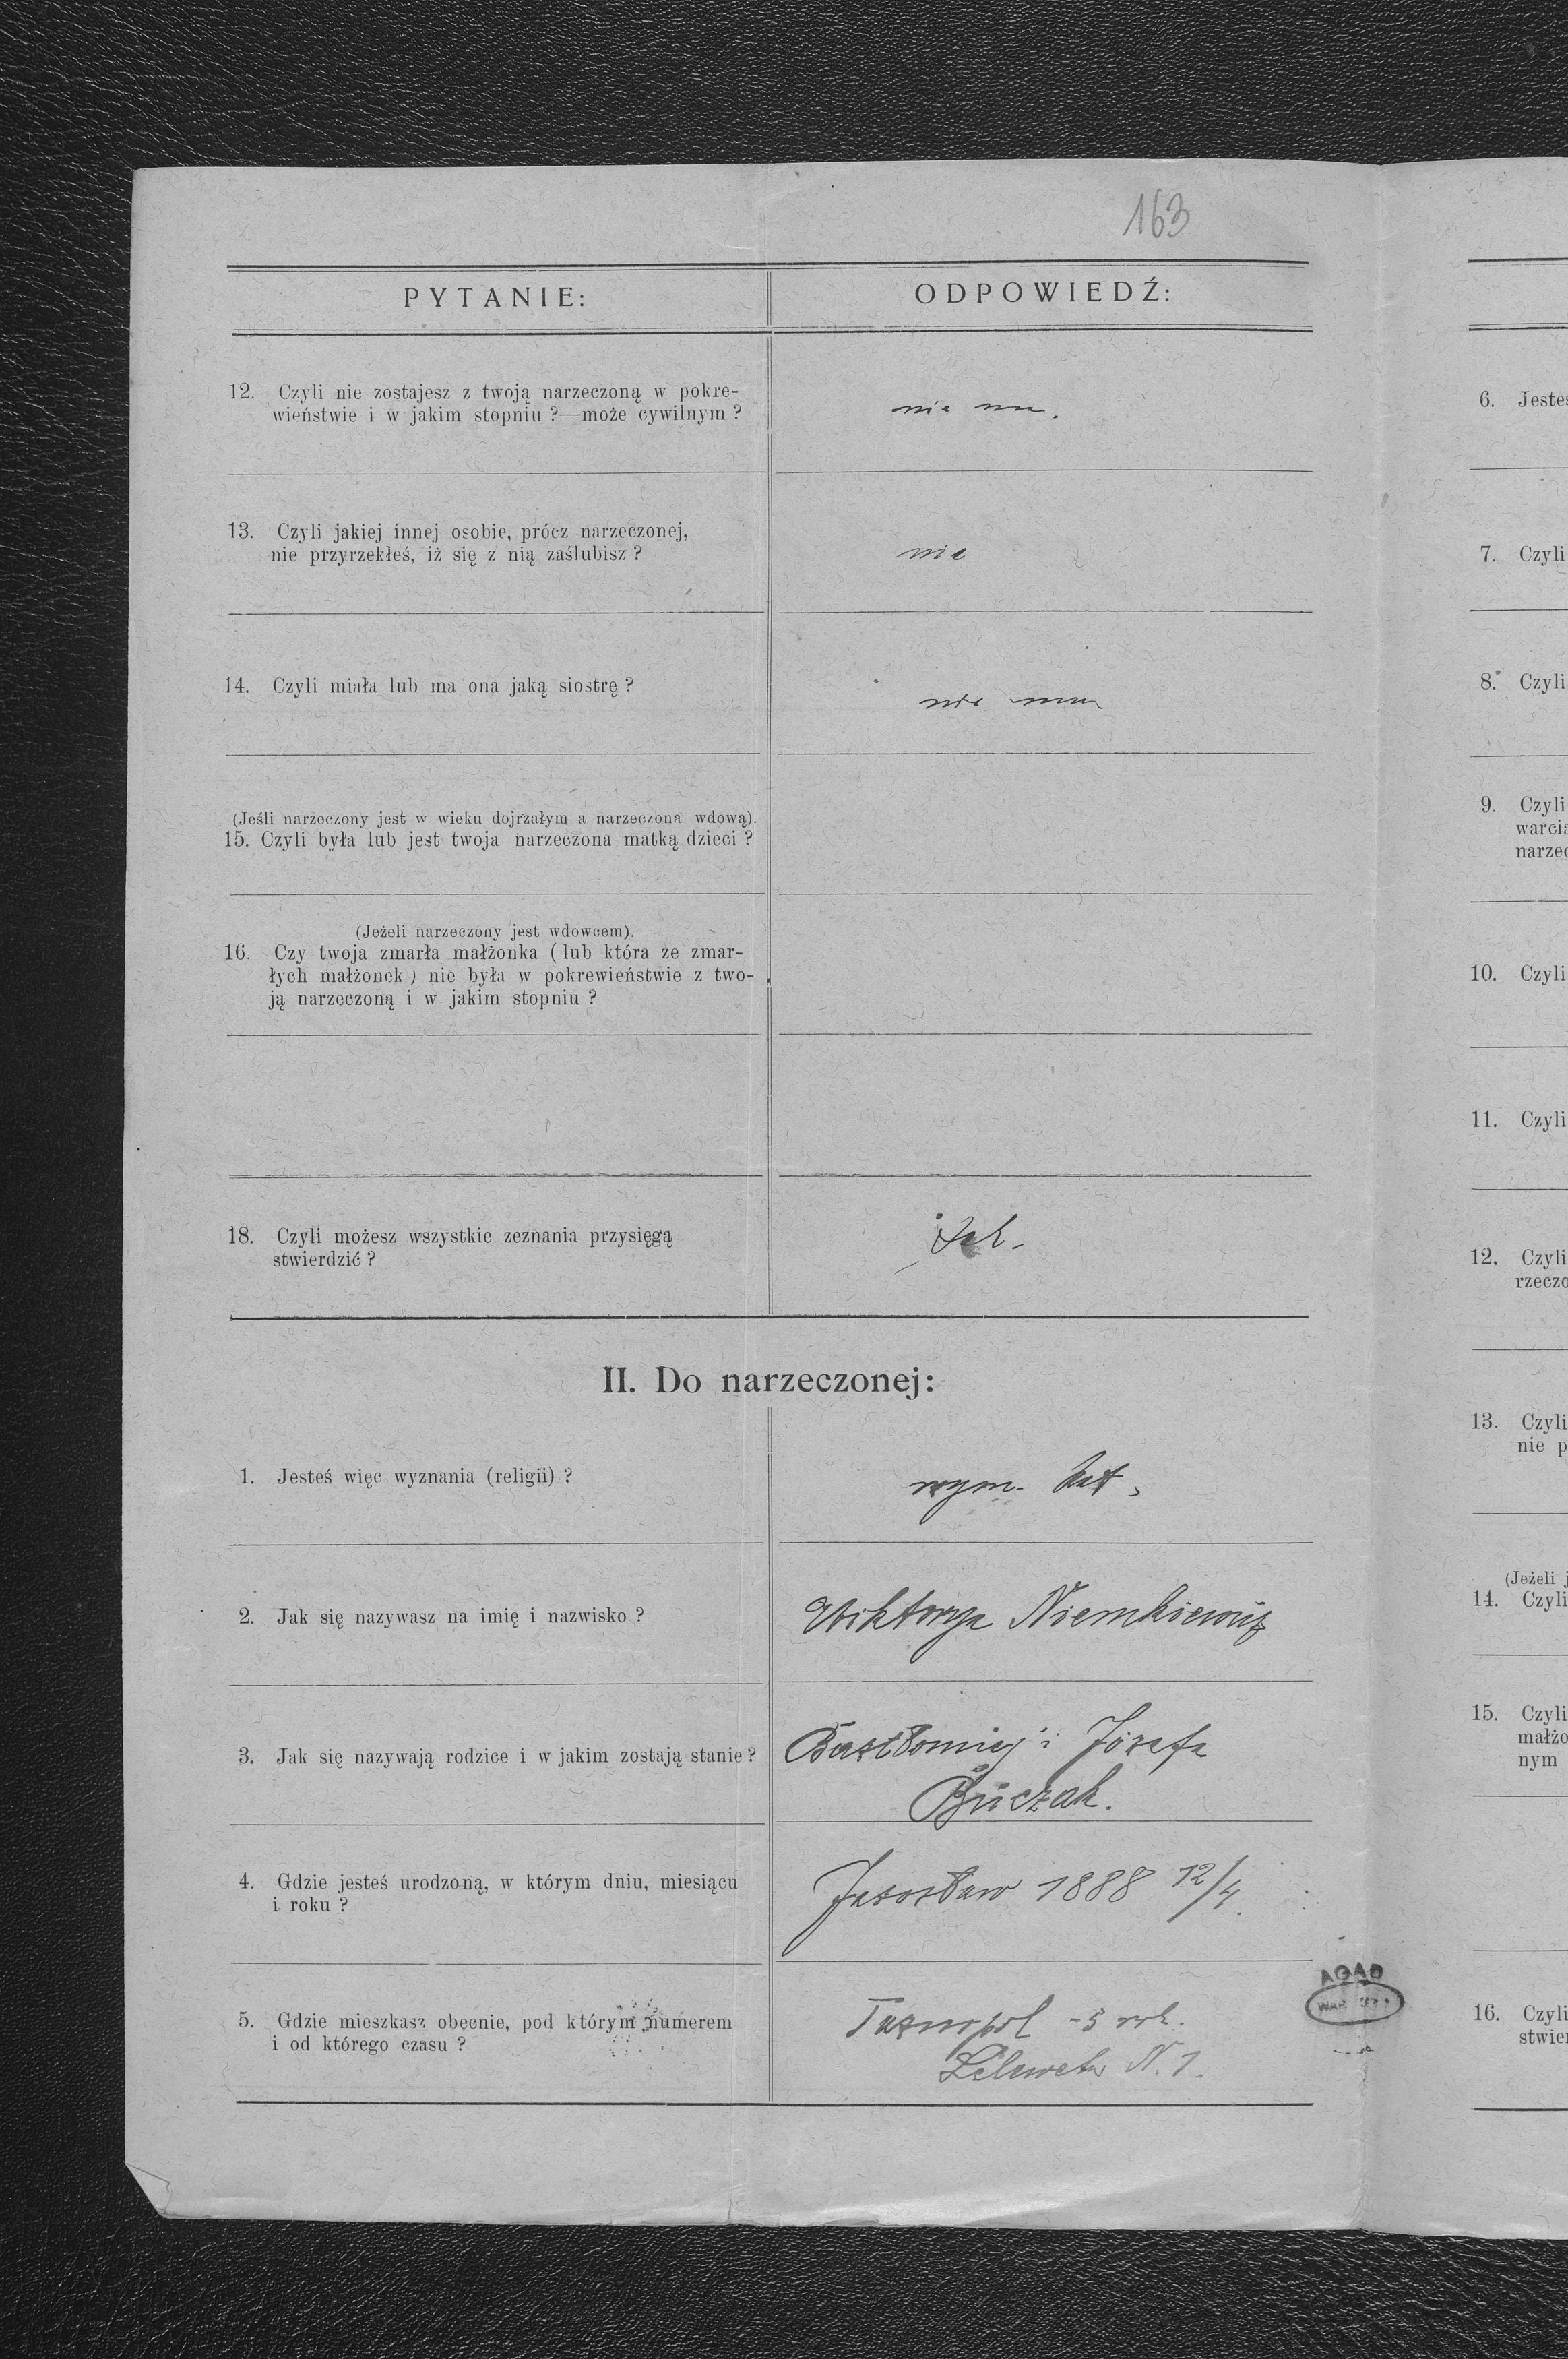 163
PYTANIE: ODPOWIEDŹ:
12. Czyli nie zostajesz z twoją narzeczoną w pokre-
wieństwie i w jakim stopniu ?—może cywilnym ?
nie ma.
13. Czyli jakiej innej osobie, prócz narzeczonej,
nie przyrzekłeś, iż się z nią zaślubisz ?
nie
14. Czyli miała lub ma ona jaką siostrę ?
nie ma
(Jeśli narzeczony jest w wieku dojrzałym a narzeczona wdową).
15. Czyli była lub jest twoja narzeczona matką dzieci ?
(Jeżeli narzeczony jest wdowcem).
16. Czy twoja zmarła małżonka (lub która ze zmar-
łych małżonek) nie była w pokrewieństwie z two-
ją narzeczoną i w jakim stopniu ?
18. Czyli możesz wszystkie zeznania przysięgą
stwierdzić ?
Tak.
II. Do narzeczonej:
1. Jesteś więc wyznania (religii) ?
rzym. kat.
2. Jak się nazywasz na imię i nazwisko ?
Wiktorya Niemkiewicz
3. Jak się nazywają rodzice i w jakim zostają stanie ?
Bartłomiej i Józefa
Buczak.
4. Gdzie jesteś urodzoną, w którym dniu, miesiącu
i roku ?
Jarosław 1888 12/4.
5. Gdzie mieszkasz obecnie, pod którym numerem
i od którego czasu ?
Tarnopol - 5 rok.
N. 1.
AGAD
6. Jesteś
7. Czyli
8. Czyli
9. Czyli
warcia
narzec
10. Czyli
11. Czyli
12. Czyli
rzeczo
13. Czyli
nie p
(Jeżeli j
14. Czyli
15. Czyli
małżo
nym
16. Czyli
stwier